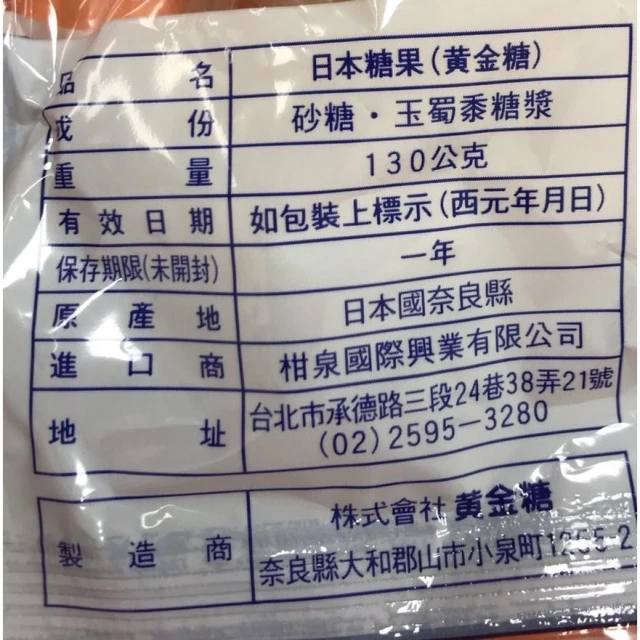 品 名 日本糖果(黄金糖)
成 份 砂糖・玉蜀黍糖漿
重 量 130公克
有效日期 如包裝上標示(西元年月日)
保存期限(未開封) 一年
原 產 地 日本國奈良縣
進 口 商 柑泉國際興業有限公司
地 址 台北市承德路三段24巷38弄21號
(02)2595-3280
製 造 商 株式會社 黄金糖
奈良縣大和郡山市小泉町